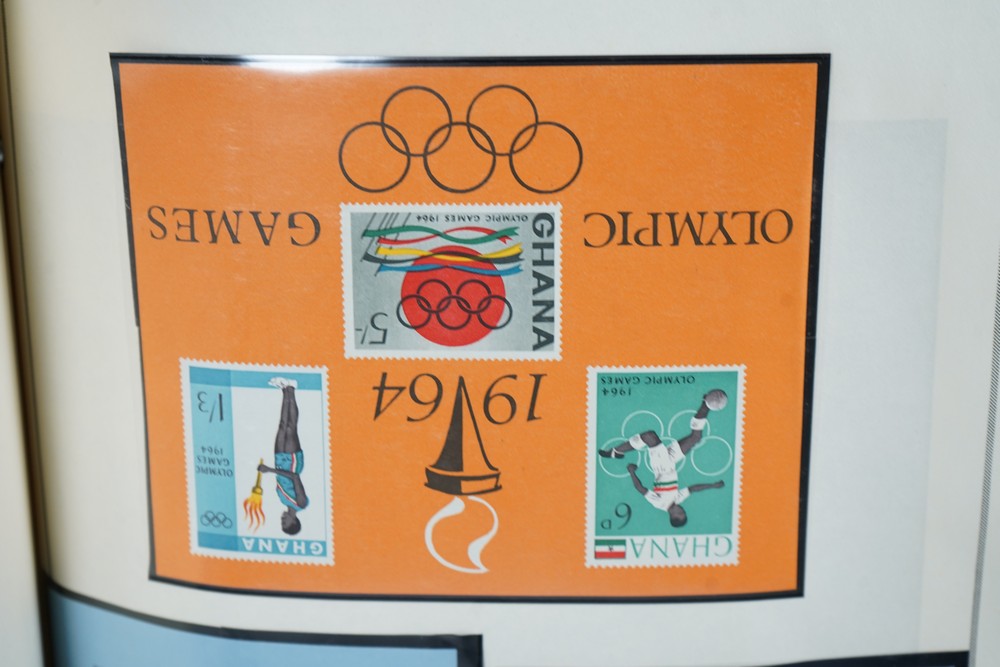 GHANA
6D
OLYMPIC GAMES 1964
GHANA
OLYMPIC
GAMES
1964
1/3
1964
GHANA
5/-
OLYMPIC GAMES 1964
OLYMPIC GAMES